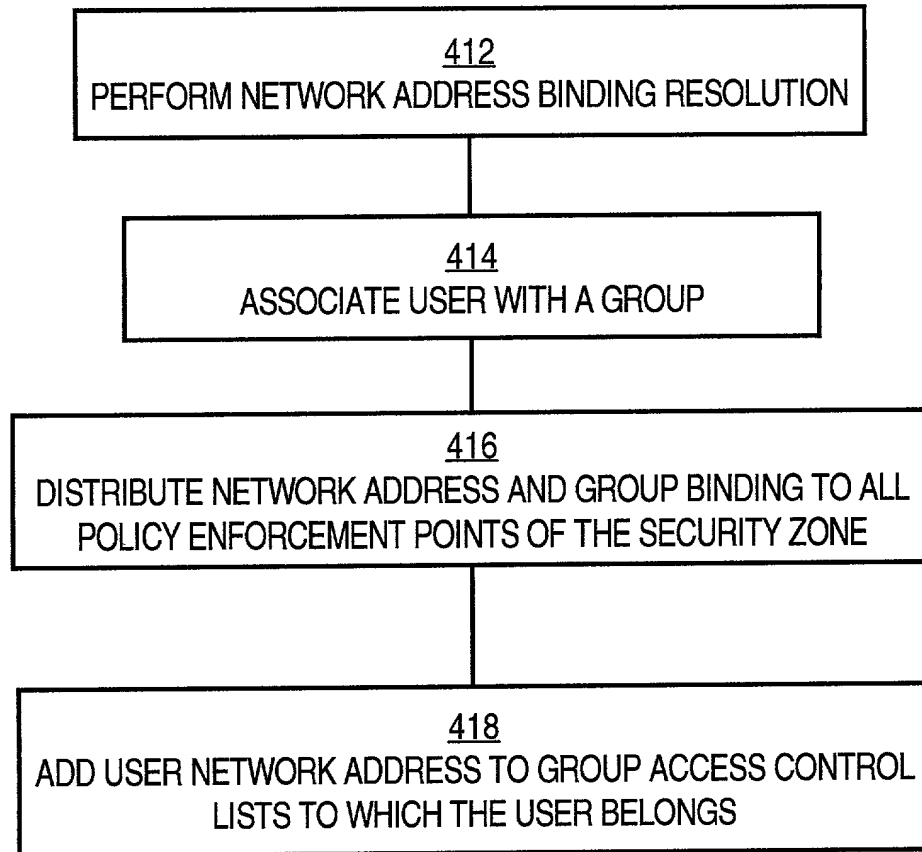 412
PERFORM NETWORK ADDRESS BINDING RESOLUTION
414
ASSOCIATE USER WITH A GROUP
416
DISTRIBUTE NETWORK ADDRESS AND GROUP BINDING TO ALL
POLICY ENFORCEMENT POINTS OF THE SECURITY ZONE
418
ADD USER NETWORK ADDRESS TO GROUP ACCESS CONTROL
LISTS TO WHICH THE USER BELONGS